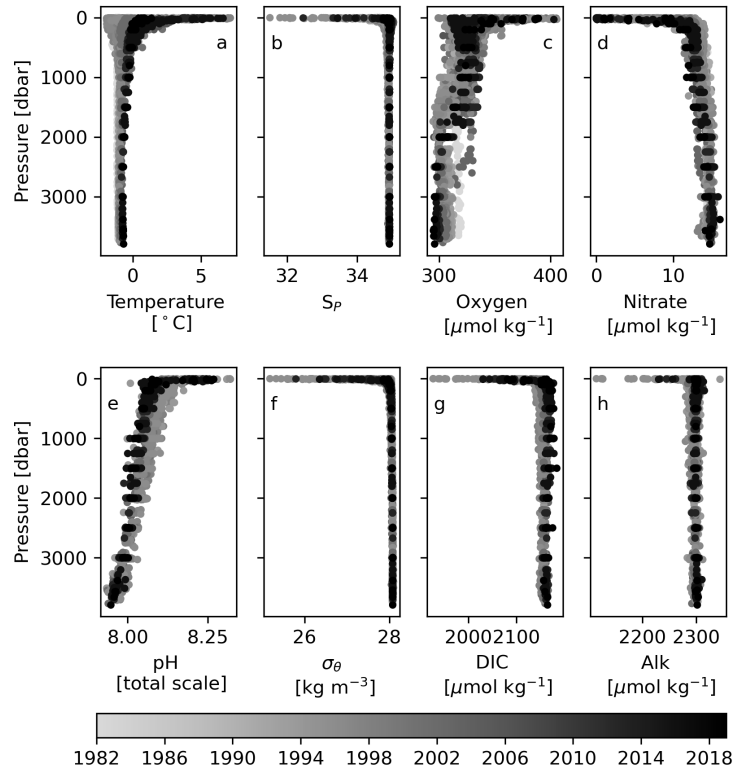 0
1000
2000
3000
Pressure [dbar]
a
0 5
Temperature
[°C]
b
32 34
S_P
c
300 400
Oxygen
[μmol kg⁻¹]
d
0 10
Nitrate
[μmol kg⁻¹]
0
1000
2000
3000
Pressure [dbar]
e
8.00 8.25
pH
[total scale]
f
26 28
σ_θ
[kg m⁻³]
g
2000 2100
DIC
[μmol kg⁻¹]
h
2200 2300
Alk
[μmol kg⁻¹]
1982 1986 1990 1994 1998 2002 2006 2010 2014 2018